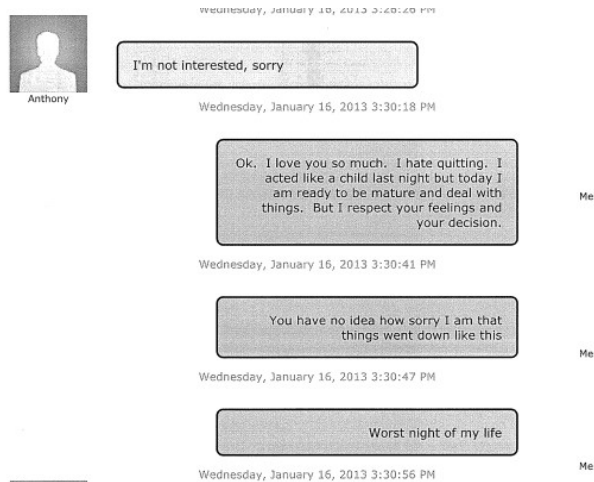 Wednesday, January 16, 2013 3:28:28 PM
I'm not interested, sorry
Anthony
Wednesday, January 16, 2013 3:30:18 PM
Ok.  I love you so much.  I hate quitting.  I
acted like a child last night but today I
am ready to be mature and deal with
things.  But I respect your feelings and
your decision.
Me
Wednesday, January 16, 2013 3:30:41 PM
You have no idea how sorry I am that
things went down like this
Me
Wednesday, January 16, 2013 3:30:47 PM
Worst night of my life
Me
Wednesday, January 16, 2013 3:30:56 PM